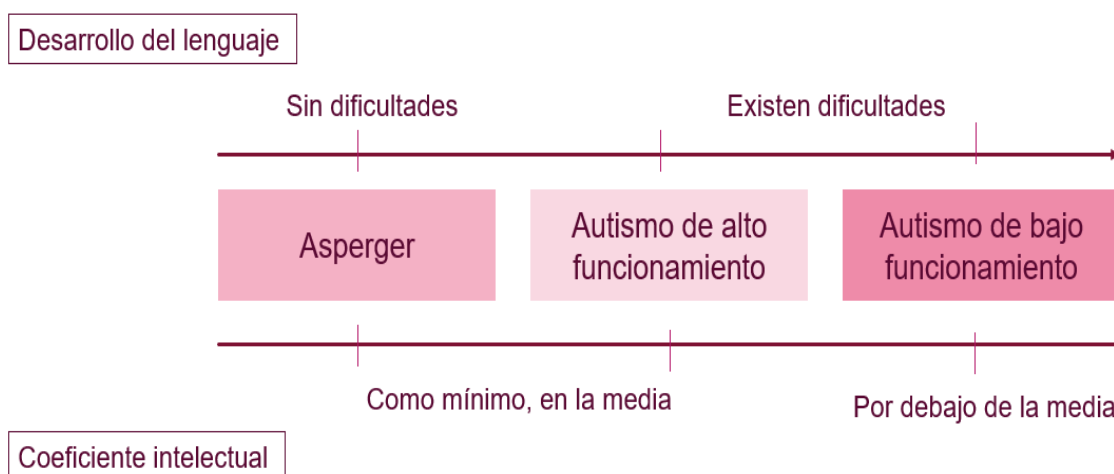 Desarrollo del lenguaje
Sin dificultades
Existen dificultades
Asperger
Autismo de alto
funcionamiento
Autismo de bajo
funcionamiento
Como mínimo, en la media
Por debajo de la media
Coeficiente intelectual